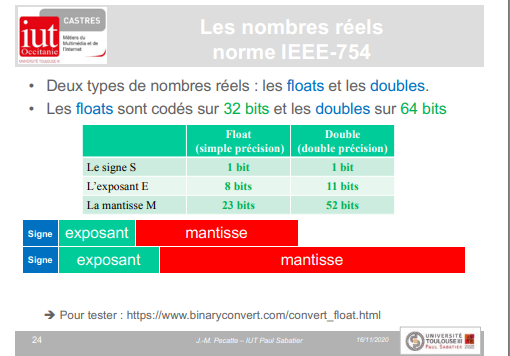 CASTRES
iut
Occitanie
Métiers du
Multimedia et de
l'Internet
Les nombres réels
norme IEEE-754
• Deux types de nombres réels : les floats et les doubles.
• Les floats sont codés sur 32 bits et les doubles sur 64 bits
Float Double
(simple précision) (double précision)
Le signe S 1 bit 1 bit
L'exposant E 8 bits 11 bits
La mantisse M 23 bits 52 bits
Signe exposant mantisse
Signe exposant mantisse
➔ Pour tester : https://www.binaryconvert.com/convert_float.html
24 J.-M. Pecatte – IUT Paul Sabatier 16/11/2020
UNIVERSITÉ
TOULOUSE III
PAUL SABATIER